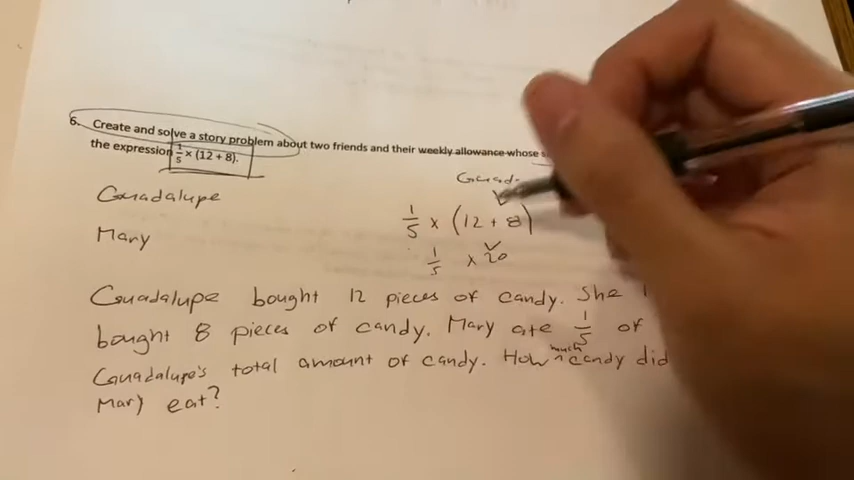 6. Create and solve a story problem about two friends and their weekly allowance whose
the expression 1/5 × (12 + 8).
Guadalupe
Guad
1/5 × (12 + 8)
Mary
1/5 × 20
Guadalupe bought 12 pieces of candy. She
bought 8 pieces of candy. Mary ate 1/5 of
Guadalupe's total amount of candy. How much candy did
Mary eat?